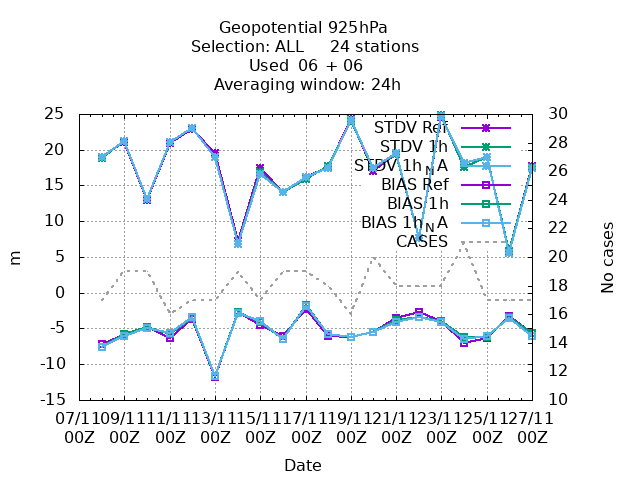 Geopotential 925hPa
Selection: ALL 24 stations
Used 06 + 06
Averaging window: 24h
STDV Ref
STDV 1h
STDV 1hNA
BIAS Ref
BIAS 1h
BIAS 1hNA
CASES
25
20
15
10
5
0
-5
-10
-15
m
30
28
26
24
22
20
18
16
14
12
10
No cases
07/11 09/11 11/11 13/11 15/11 17/11 19/11 21/11 23/11 25/11 27/11
00Z 00Z 00Z 00Z 00Z 00Z 00Z 00Z 00Z 00Z 00Z
Date